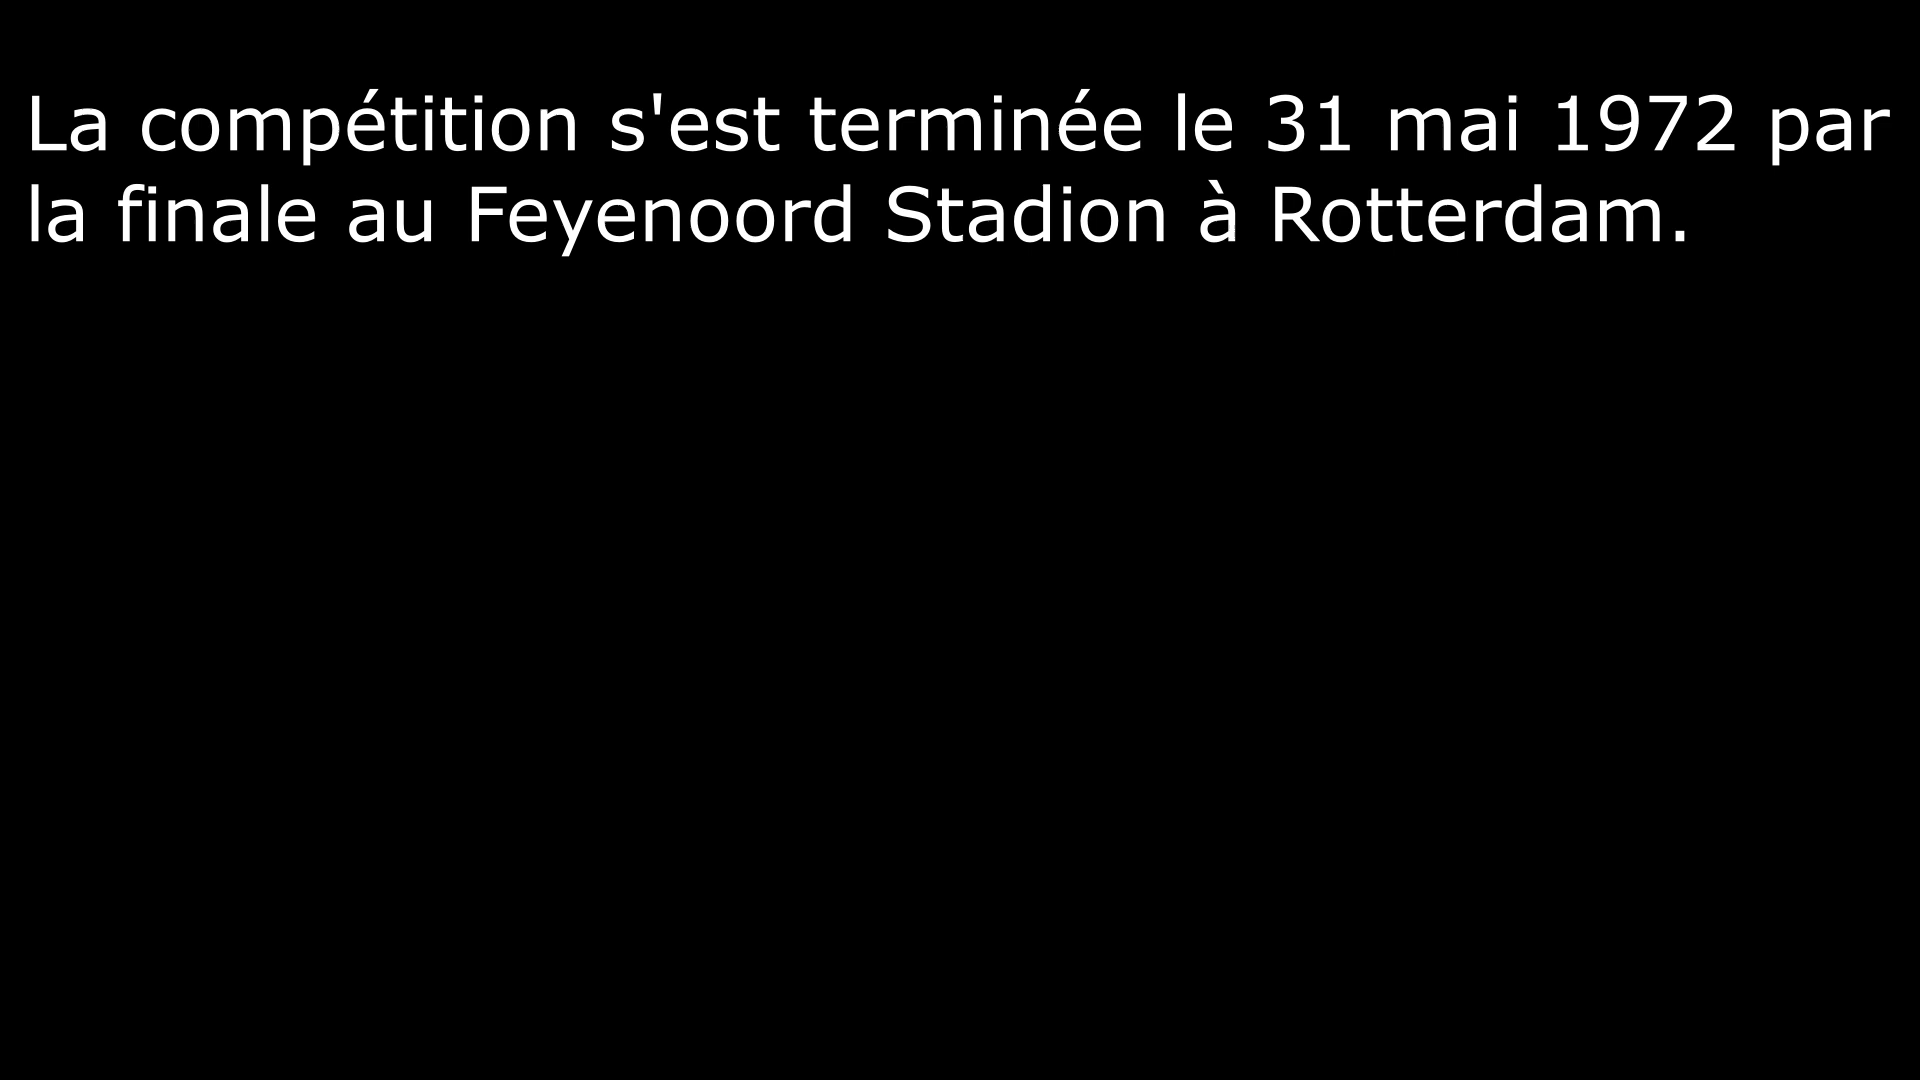 La compétition s'est terminée le 31 mai 1972 par
la finale au Feyenoord Stadion à Rotterdam.